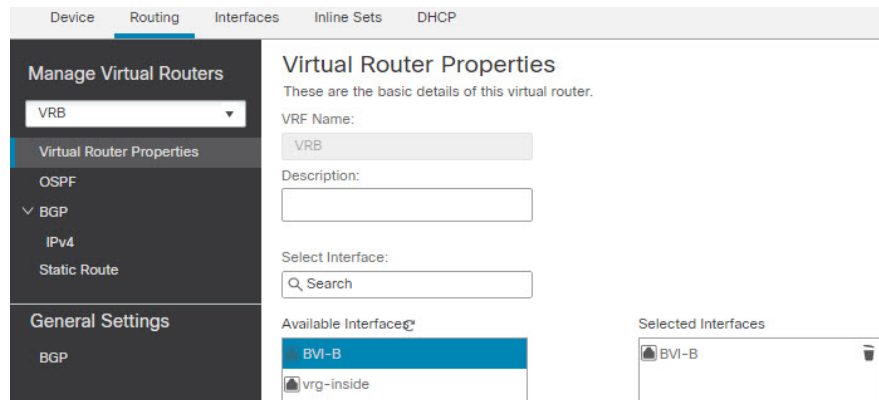 Device Routing Interfaces Inline Sets DHCP
Manage Virtual Routers
VRB
Virtual Router Properties
OSPF
BGP
IPv4
Static Route
General Settings
BGP
Virtual Router Properties
These are the basic details of this virtual router.
VRF Name:
VRB
Description:
Select Interface:
Search
Available Interfaces
BVI-B
vrg-inside
Selected Interfaces
BVI-B